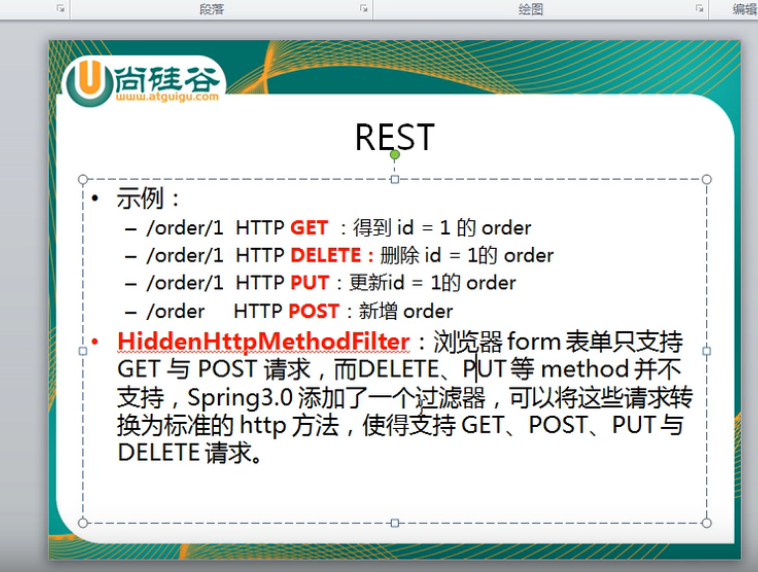 段落
绘图
编辑
U尚硅谷
www.atguigu.com
REST
• 示例：
– /order/1 HTTP GET ：得到 id = 1 的 order
– /order/1 HTTP DELETE：删除 id = 1的 order
– /order/1 HTTP PUT：更新id = 1的 order
– /order HTTP POST：新增 order
• HiddenHttpMethodFilter：浏览器 form 表单只支持
GET 与 POST 请求，而DELETE、PUT 等 method 并不
支持，Spring3.0 添加了一个过滤器，可以将这些请求转
换为标准的 http 方法，使得支持 GET、POST、PUT 与
DELETE 请求。